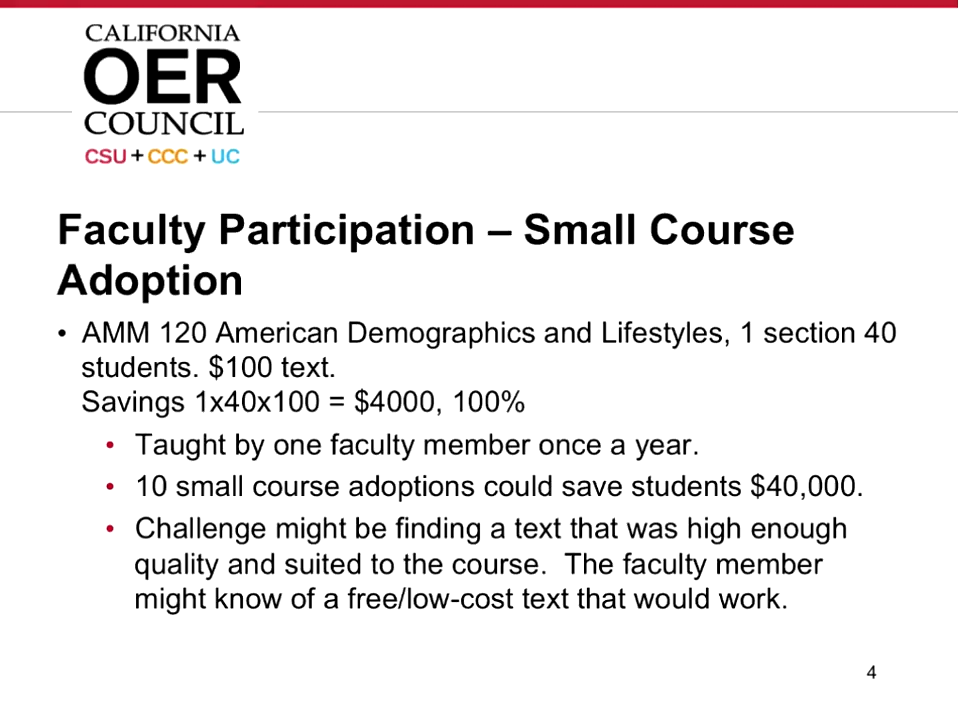 CALIFORNIA
OER
COUNCIL
CSU + CCC + UC
Faculty Participation – Small Course
Adoption
• AMM 120 American Demographics and Lifestyles, 1 section 40
students. $100 text.
Savings 1x40x100 = $4000, 100%
• Taught by one faculty member once a year.
• 10 small course adoptions could save students $40,000.
• Challenge might be finding a text that was high enough
quality and suited to the course.  The faculty member
might know of a free/low-cost text that would work.
4